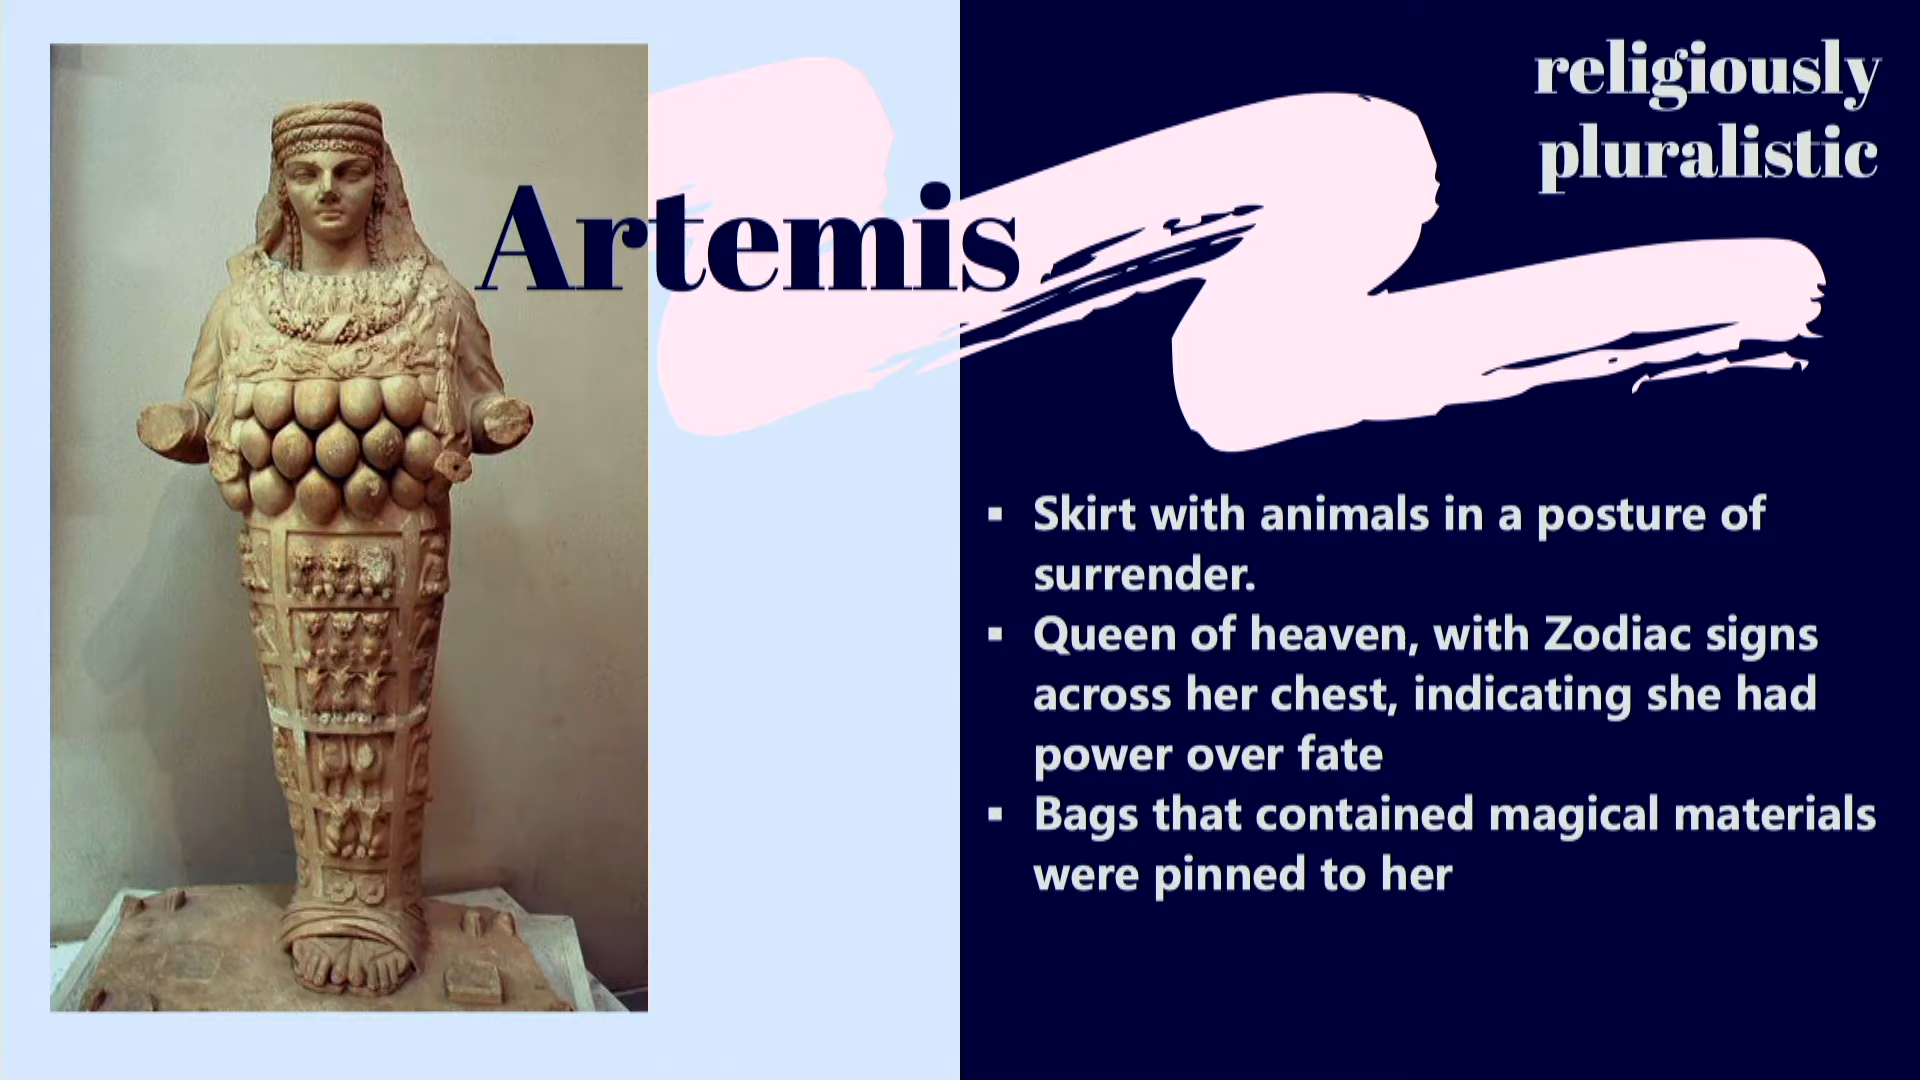 religiously
pluralistic
Artemis
▪ Skirt with animals in a posture of
surrender.
▪ Queen of heaven, with Zodiac signs
across her chest, indicating she had
power over fate
▪ Bags that contained magical materials
were pinned to her